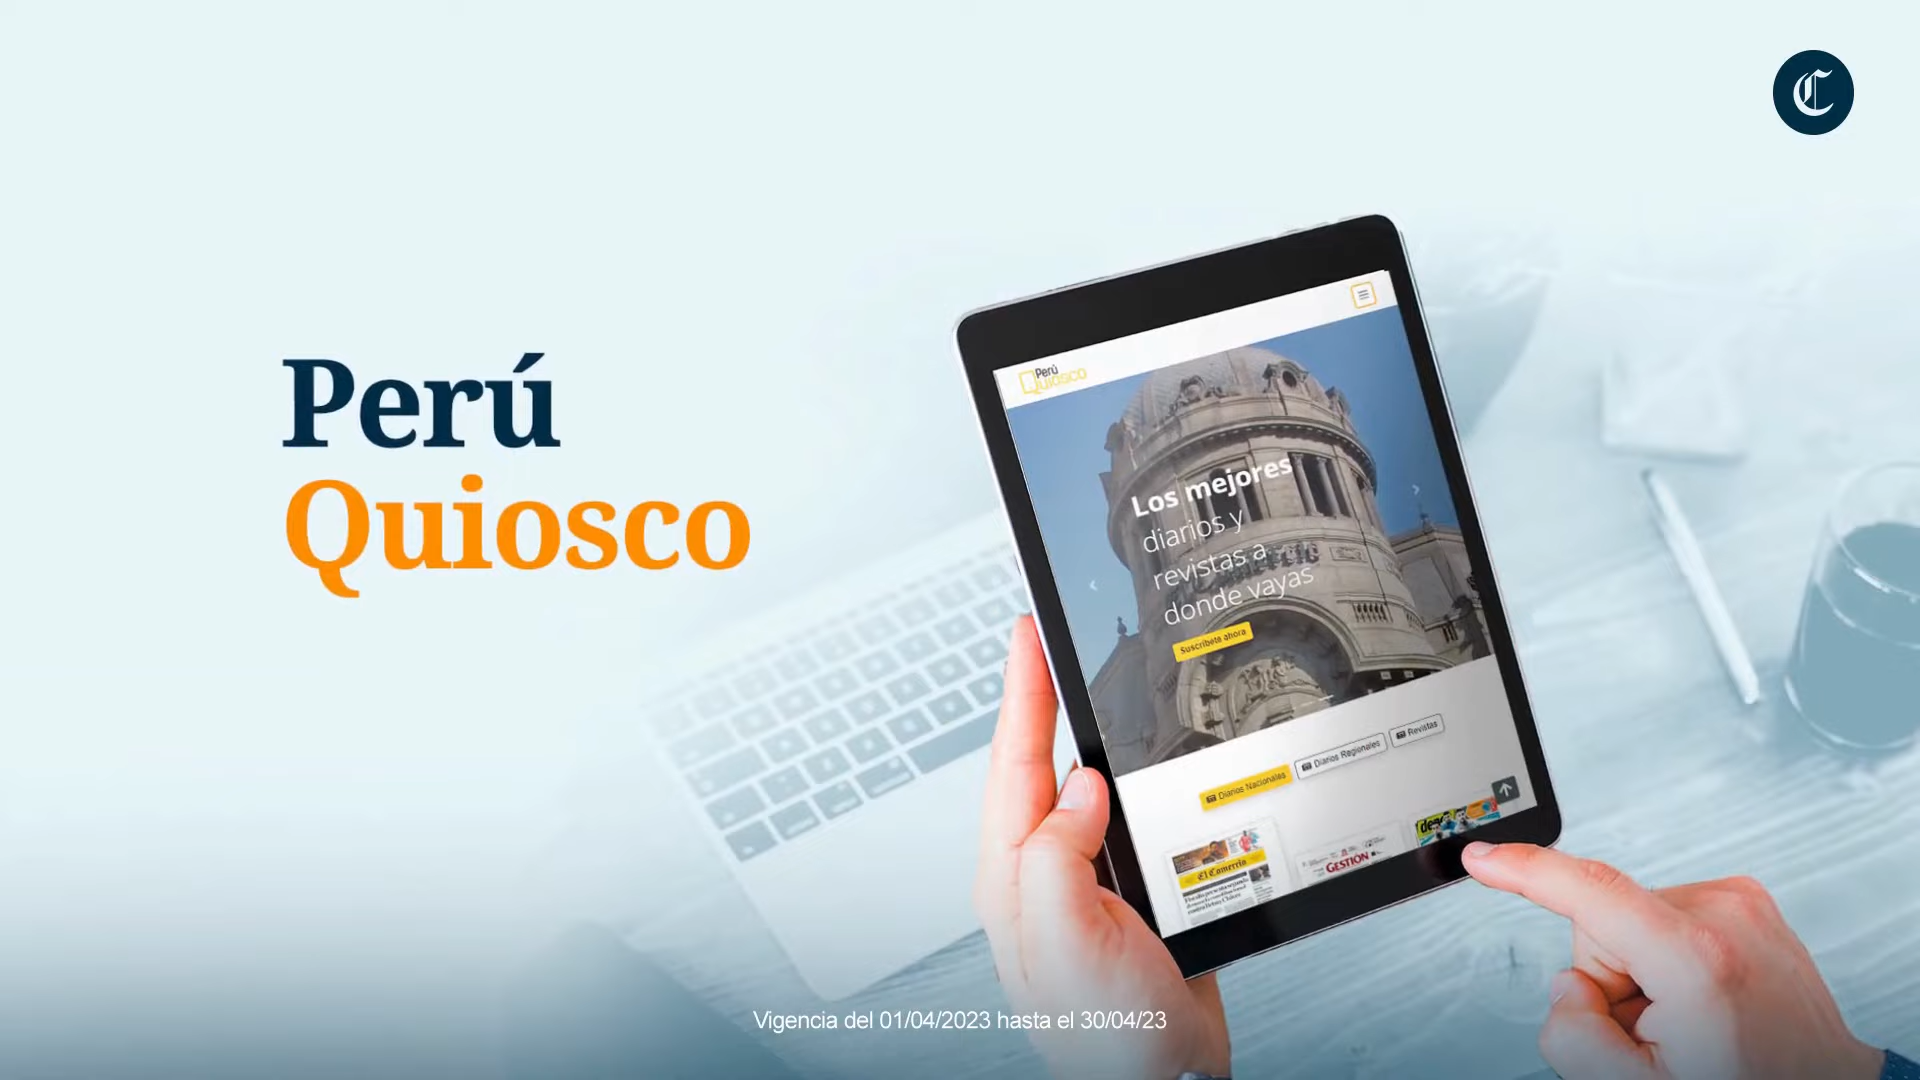 C
Perú
Quiosco
Perú
Quiosco
Los mejores
diarios y
revistas a
donde vayas
Suscríbete ahora
Diarios Nacionales
Diarios Regionales
Revistas
El Comercio
GESTIÓN
Vigencia del 01/04/2023 hasta el 30/04/23